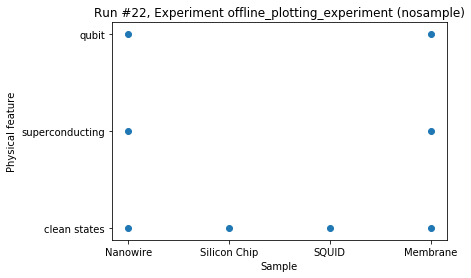 Run #22, Experiment offline_plotting_experiment (nosample)
qubit
superconducting
clean states
Physical feature
Nanowire Silicon Chip SQUID Membrane
Sample